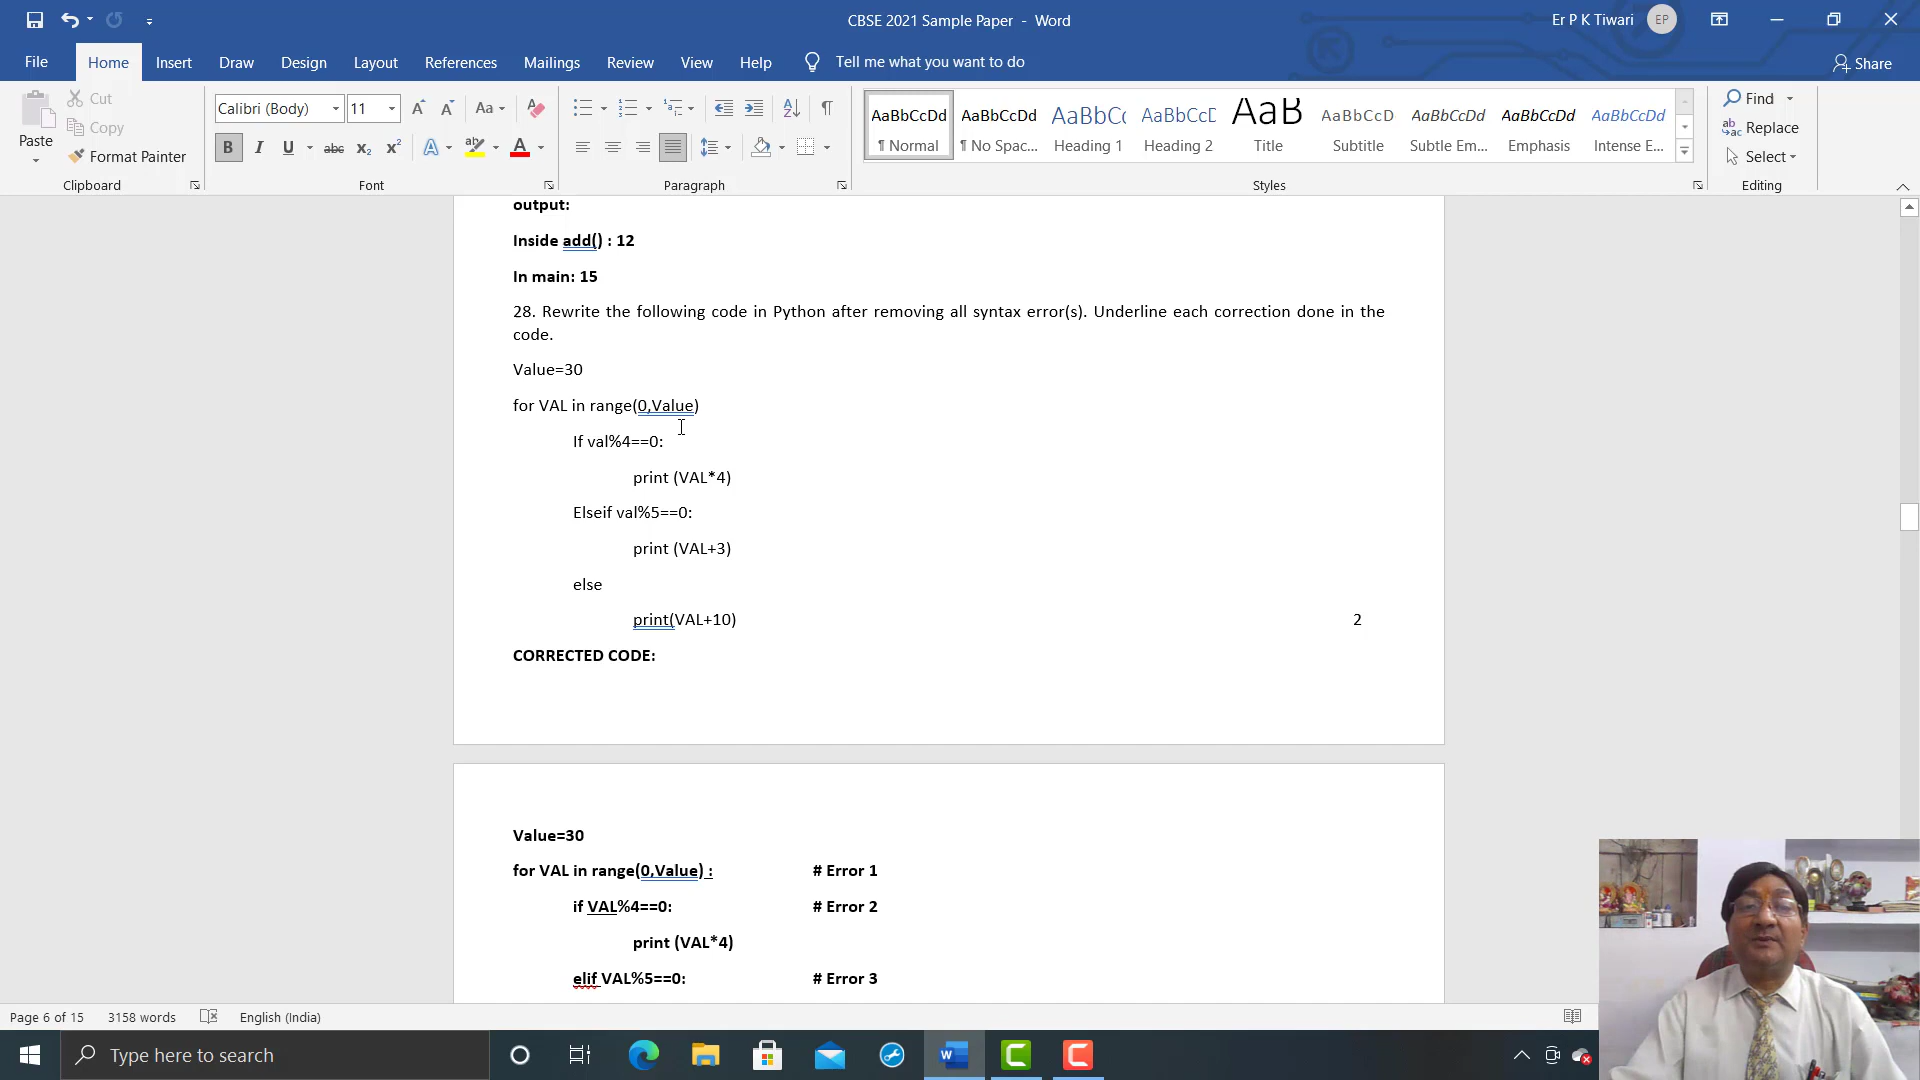 CBSE 2021 Sample Paper - Word
Er P K Tiwari
EP
File Home Insert Draw Design Layout References Mailings Review View Help Tell me what you want to do
Share
Paste
Cut
Copy
Format Painter
Clipboard
Calibri (Body) 11
Font
Paragraph
AaBbCcDd AaBbCcDd AaBbCc AaBbCcD AaB AaBbCcD AaBbCcDd AaBbCcDd AaBbCcDd
¶ Normal ¶ No Spac... Heading 1 Heading 2 Title Subtitle Subtle Em... Emphasis Intense E...
Styles
Find
Replace
Select
Editing
output:
Inside add() : 12
In main: 15
28. Rewrite the following code in Python after removing all syntax error(s). Underline each correction done in the
code.
Value=30
for VAL in range(0,Value)
If val%4==0:
print (VAL*4)
Elseif val%5==0:
print (VAL+3)
else
print(VAL+10) 2
CORRECTED CODE:
Value=30
for VAL in range(0,Value) : # Error 1
if VAL%4==0: # Error 2
print (VAL*4)
elif VAL%5==0: # Error 3
Page 6 of 15 3158 words English (India)
Type here to search